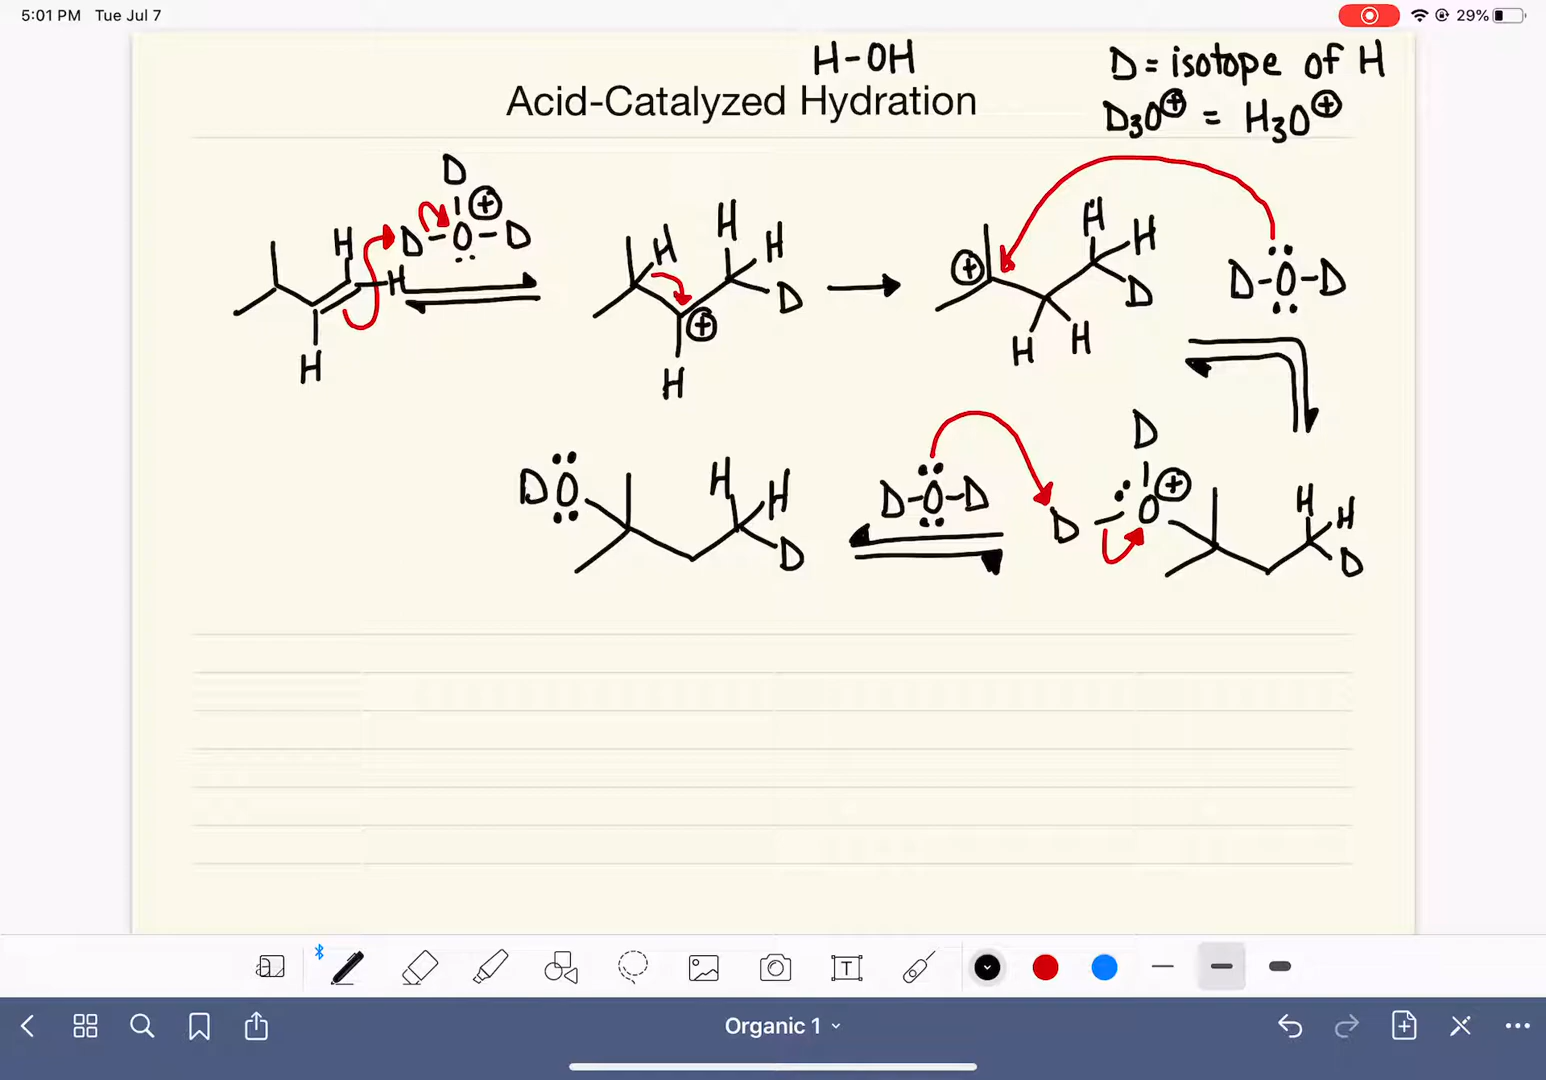 5:01 PM Tue Jul 7
29%
H-OH
D = isotope of H
Acid-Catalyzed Hydration
D₃O⊕ = H₃O⊕
D
H D-O-D ⊕
H
H
H H H
D
⊕
H
⊕ H H
D
H H
D-O-D
DO H H
D
D-O-D
D
D O ⊕
H H
D
T
Organic 1